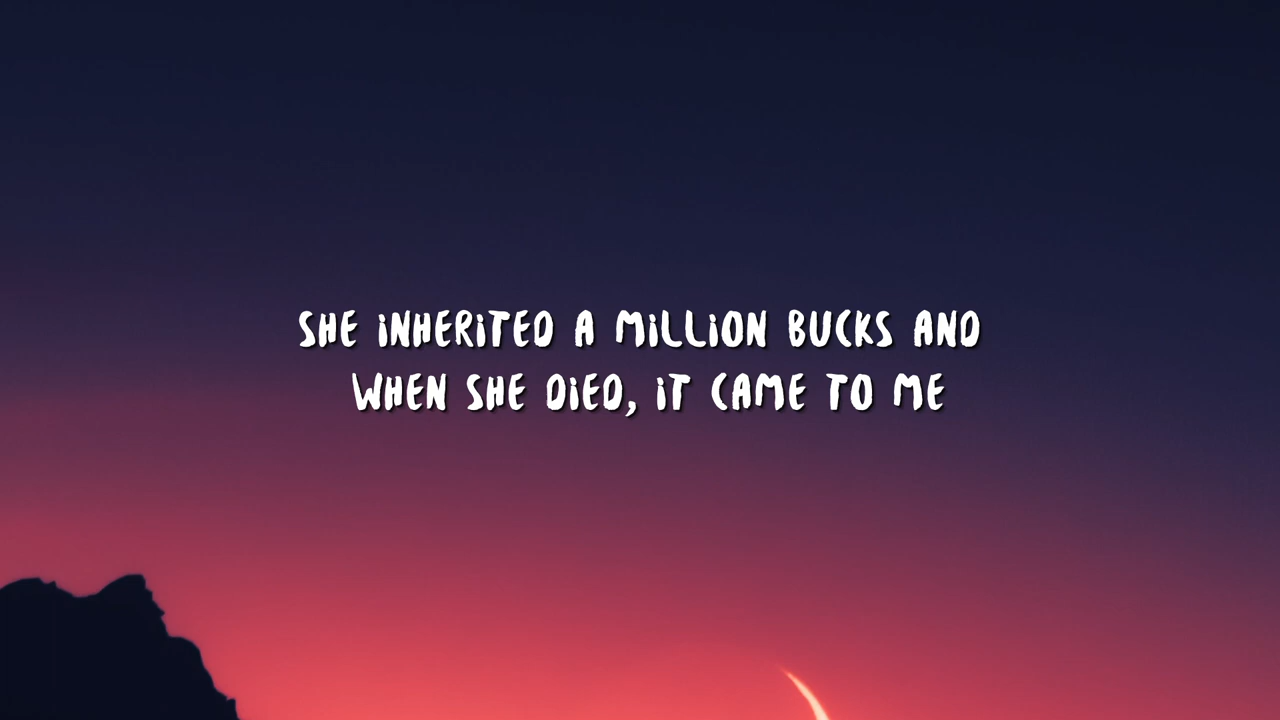 SHE INHERITED A MILLION BUCKS AND
WHEN SHE DIED, IT CAME TO ME